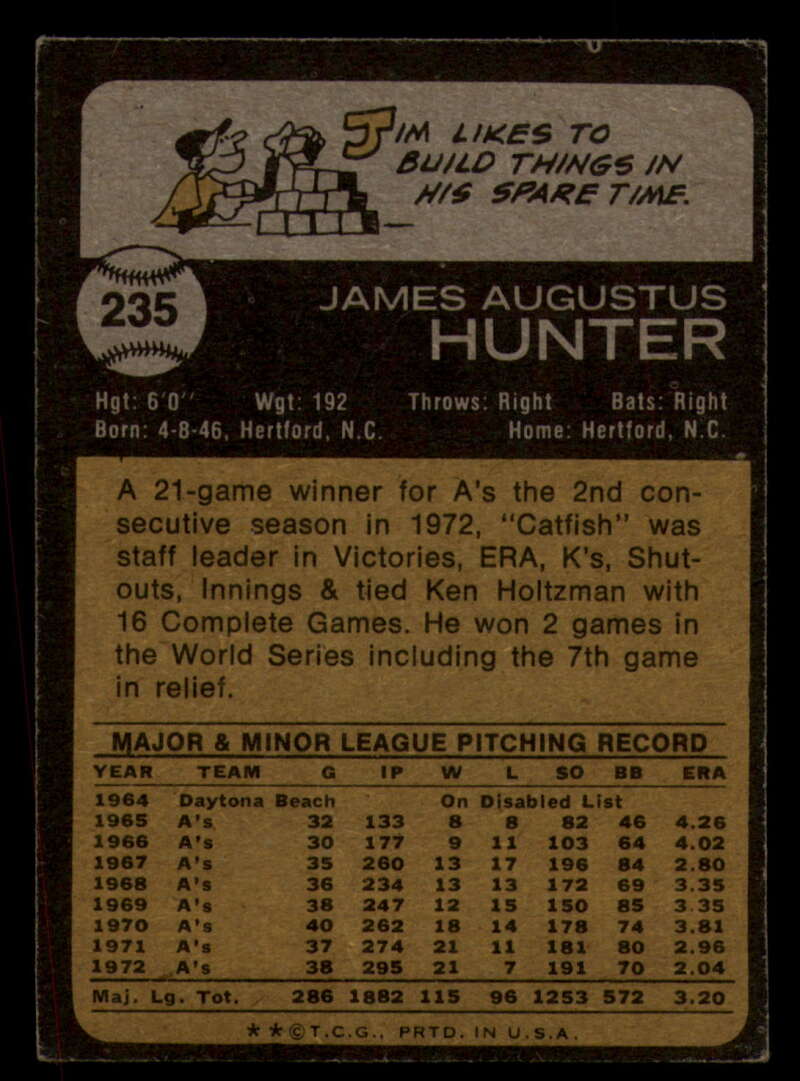 JIM LIKES TO
BUILD THINGS IN
HIS SPARE TIME.
235
JAMES AUGUSTUS
HUNTER
Hgt: 6'0" Wgt: 192 Throws: Right Bats: Right
Born: 4-8-46, Hertford, N.C. Home: Hertford, N.C.
A 21-game winner for A's the 2nd con-
secutive season in 1972, "Catfish" was
staff leader in Victories, ERA, K's, Shut-
outs, Innings & tied Ken Holtzman with
16 Complete Games. He won 2 games in
the World Series including the 7th game
in relief.
MAJOR & MINOR LEAGUE PITCHING RECORD
YEAR TEAM G IP W L SO BB ERA
1964 Daytona Beach On Disabled List
1965 A's 32 133 8 8 82 46 4.26
1966 A's 30 177 9 11 103 64 4.02
1967 A's 35 260 13 17 196 84 2.80
1968 A's 36 234 13 13 172 69 3.35
1969 A's 38 247 12 15 150 85 3.35
1970 A's 40 262 18 14 178 74 3.81
1971 A's 37 274 21 11 181 80 2.96
1972 A's 38 295 21 7 191 70 2.04
Maj. Lg. Tot. 286 1882 115 96 1253 572 3.20
* * © T.C.G., PRTD. IN U.S.A.